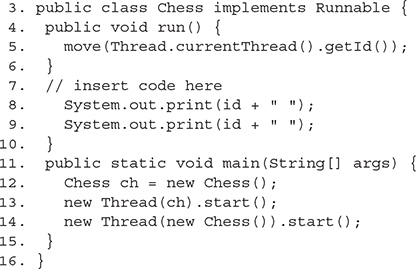 3. public class Chess implements Runnable {
4.   public void run() {
5.     move(Thread.currentThread().getId());
6.   }
7.   // insert code here
8.     System.out.print(id + " ");
9.     System.out.print(id + " ");
10.   }
11.   public static void main(String[] args) {
12.     Chess ch = new Chess();
13.     new Thread(ch).start();
14.     new Thread(new Chess()).start();
15.   }
16. }